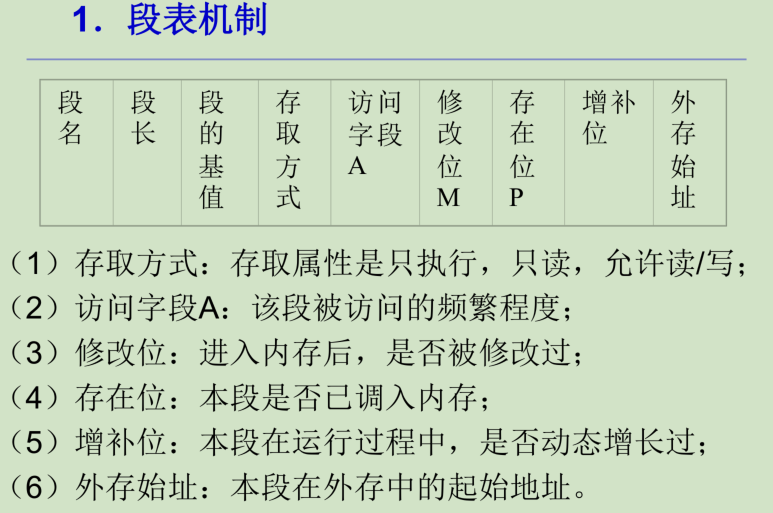 1. 段表机制
段名 段长 段的基值 存取方式 访问字段A 修改位M 存在位P 增补位 外存始址
（1）存取方式：存取属性是只执行，只读，允许读/写；
（2）访问字段A：该段被访问的频繁程度；
（3）修改位：进入内存后，是否被修改过；
（4）存在位：本段是否已调入内存；
（5）增补位：本段在运行过程中，是否动态增长过；
（6）外存始址：本段在外存中的起始地址。